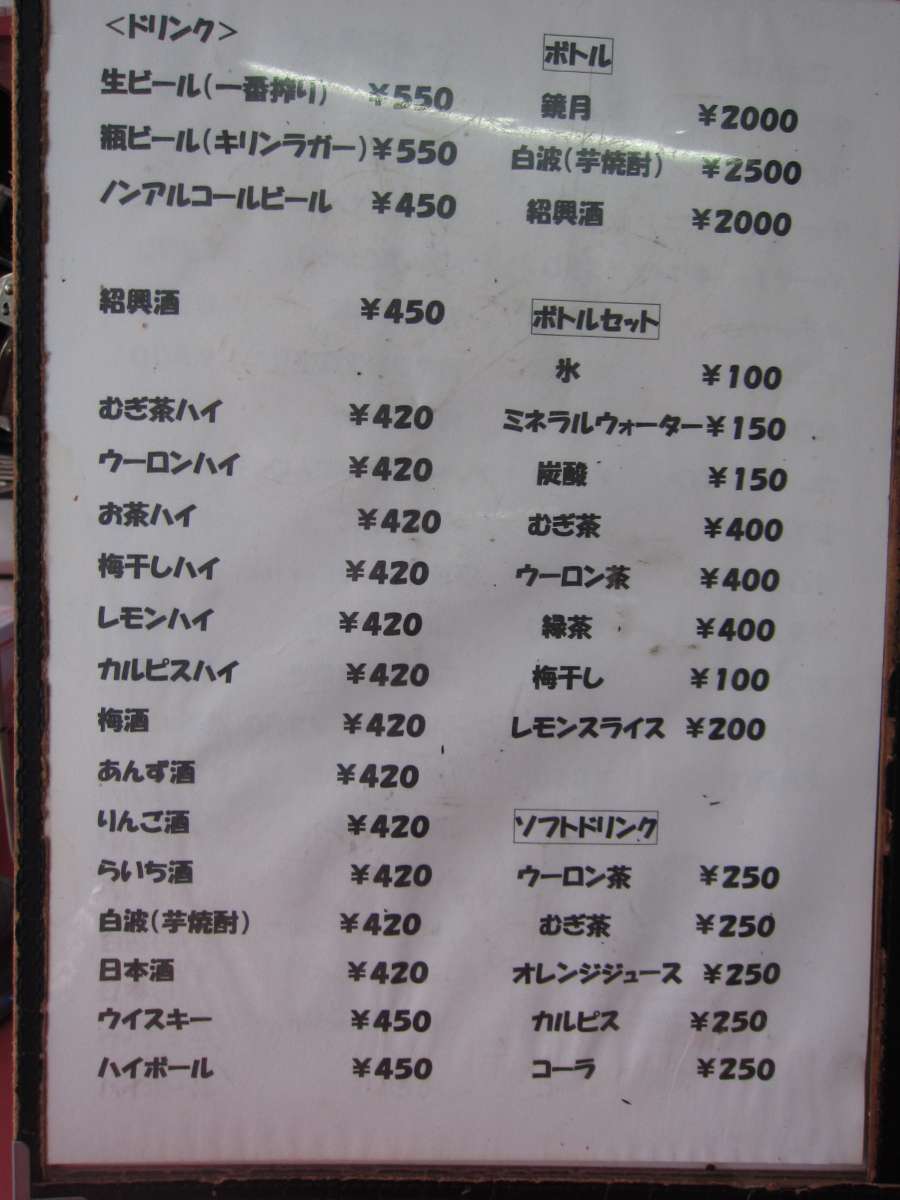 <ドリンク>
生ビール(一番搾り) ¥550
瓶ビール(キリンラガー) ¥550
ノンアルコールビール ¥450
紹興酒 ¥450
むぎ茶ハイ ¥420
ウーロンハイ ¥420
お茶ハイ ¥420
梅干しハイ ¥420
レモンハイ ¥420
カルピスハイ ¥420
梅酒 ¥420
あんず酒 ¥420
りんご酒 ¥420
らいち酒 ¥420
白波(芋焼酎) ¥420
日本酒 ¥420
ウイスキー ¥450
ハイボール ¥450
ボトル
鏡月 ¥2000
白波(芋焼酎) ¥2500
紹興酒 ¥2000
ボトルセット
氷 ¥100
ミネラルウォーター ¥150
炭酸 ¥150
むぎ茶 ¥400
ウーロン茶 ¥400
緑茶 ¥400
梅干し ¥100
レモンスライス ¥200
ソフトドリンク
ウーロン茶 ¥250
むぎ茶 ¥250
オレンジジュース ¥250
カルピス ¥250
コーラ ¥250